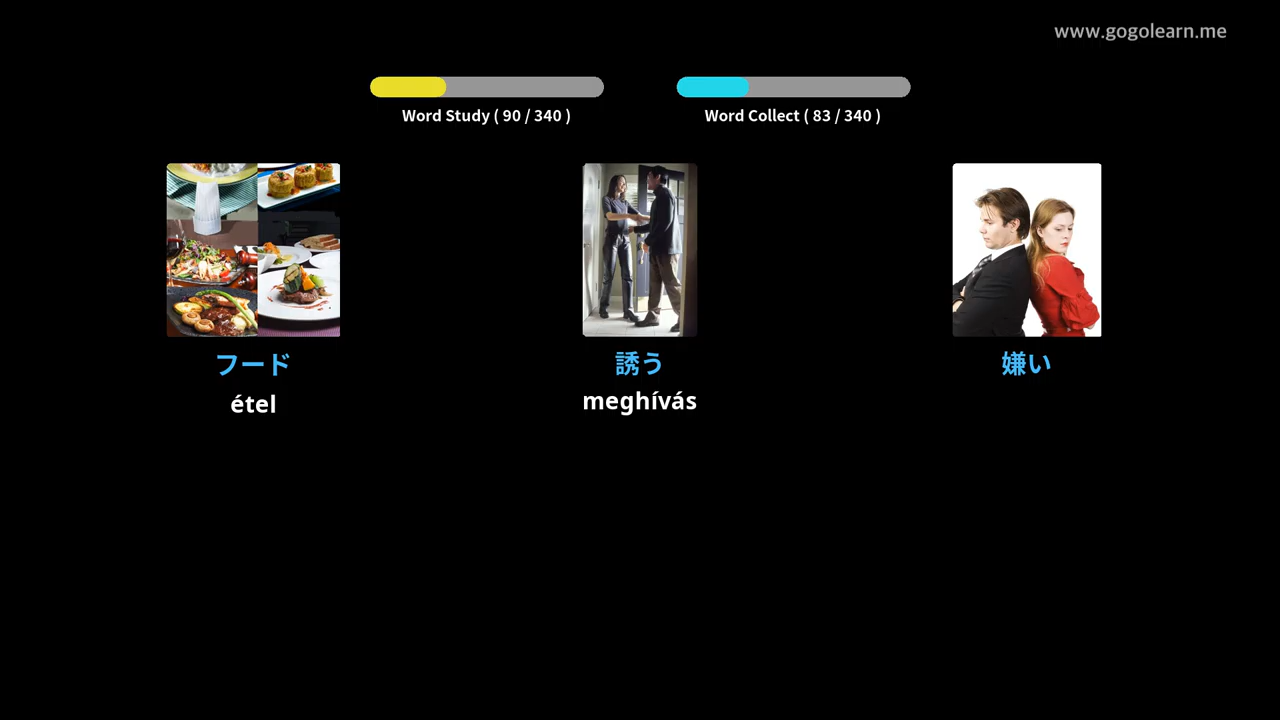 www.gogolearn.me
Word Study ( 90 / 340 )
Word Collect ( 83 / 340 )
フード
étel
誘う
meghívás
嫌い